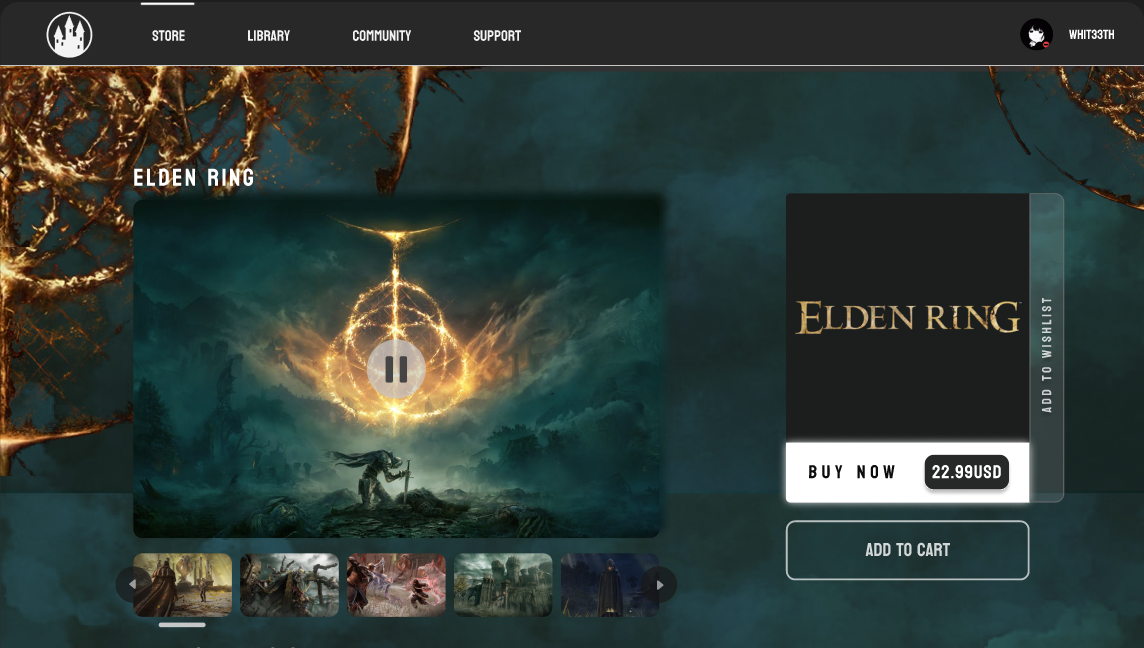 STORE LIBRARY COMMUNITY SUPPORT WHIT33TH
ELDEN RING
ELDEN RING
ADD TO WISHLIST
BUY NOW 22.99USD
ADD TO CART